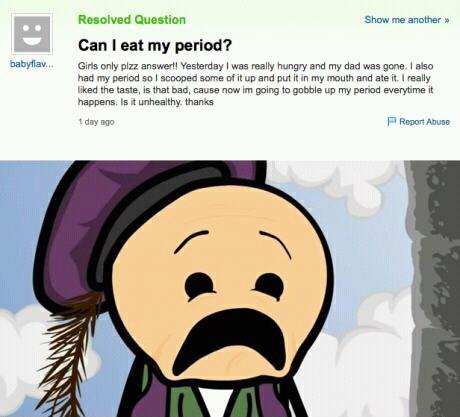 Resolved Question
Show me another »
Can I eat my period?
babyflav...
Girls only plzz answer!! Yesterday I was really hungry and my dad was gone. I also
had my period so I scooped some of it up and put it in my mouth and ate it. I really
liked the taste, is that bad, cause now im going to gobble up my period everytime it
happens. Is it unhealthy. thanks
1 day ago
Report Abuse